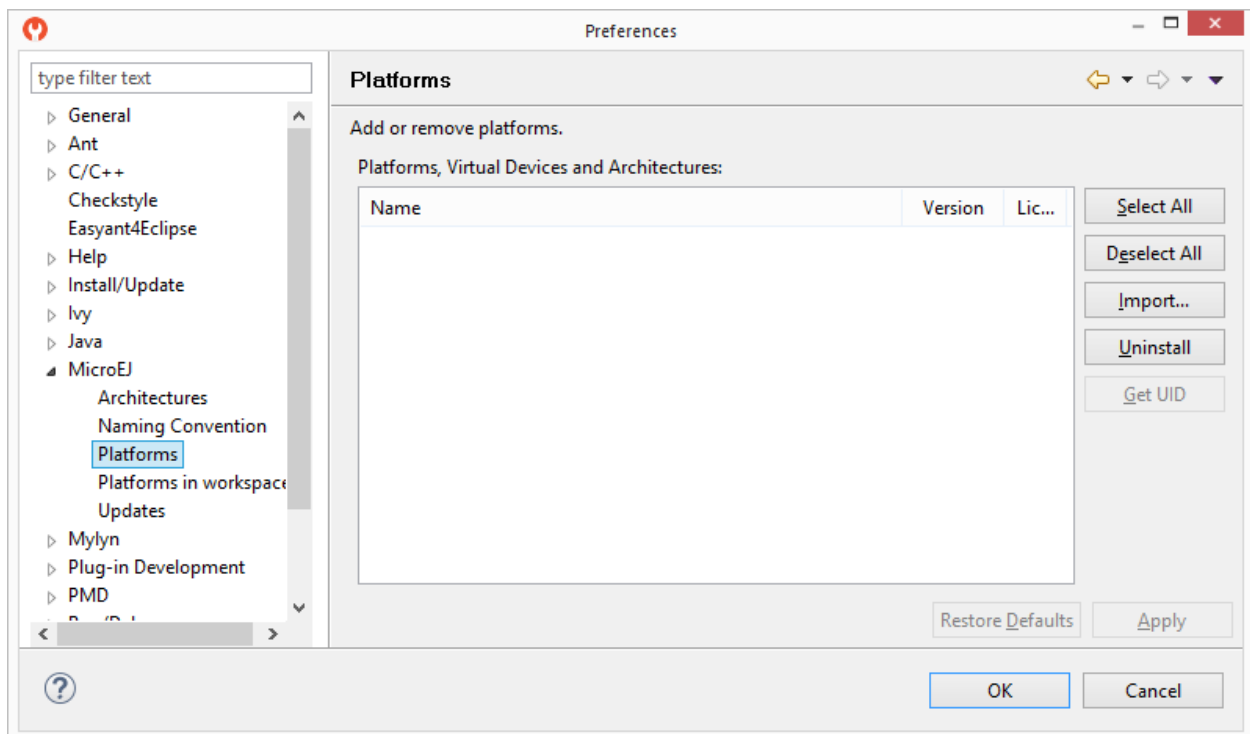 Preferences
type filter text
General
Ant
C/C++
Checkstyle
Easyant4Eclipse
Help
Install/Update
Ivy
Java
MicroEJ
Architectures
Naming Convention
Platforms
Platforms in workspace
Updates
Mylyn
Plug-in Development
PMD
Platforms
Add or remove platforms.
Platforms, Virtual Devices and Architectures:
Name Version Lic...
Select All
Deselect All
Import...
Uninstall
Get UID
Restore Defaults Apply
? OK Cancel